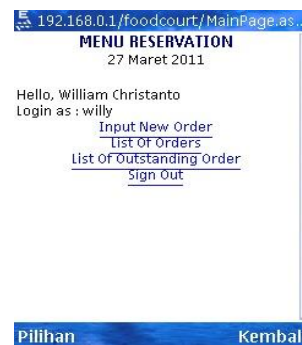 192.168.0.1/foodcourt/MainPage.as..
MENU RESERVATION
27 Maret 2011
Hello, William Christanto
Login as : willy
Input New Order
List Of Orders
List Of Outstanding Order
Sign Out
Pilihan Kembal